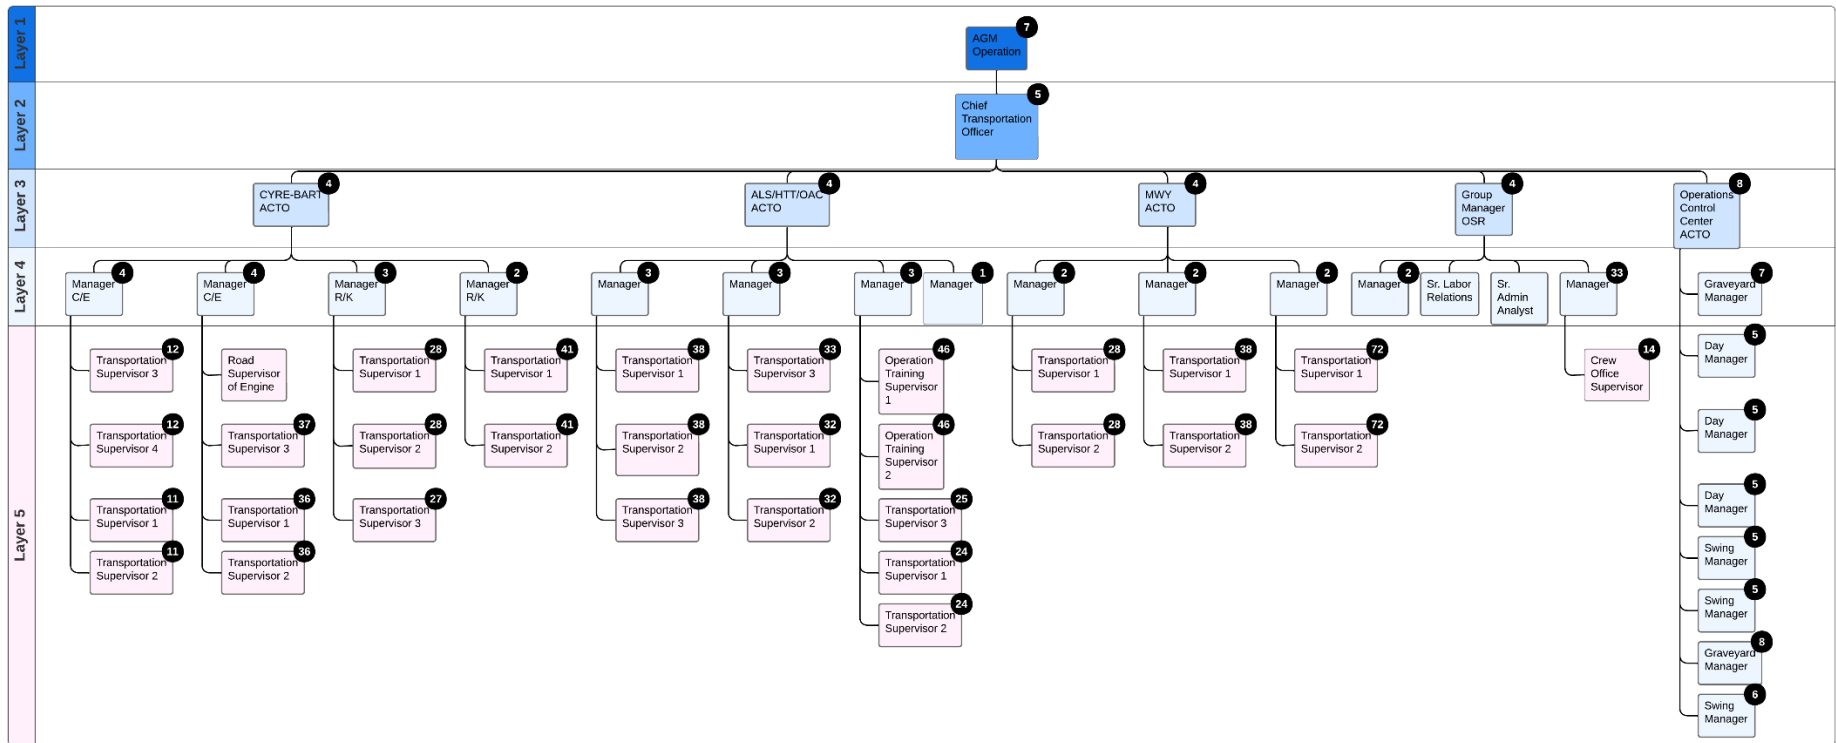 Layer 1
7
AGM
Operation
Layer 2
5
Chief
Transportation
Officer
Layer 3
4
CYRE-BART
ACTO
4
ALS/HTT/OAC
ACTO
4
MWY
ACTO
4
Group
Manager
OSR
8
Operations
Control
Center
ACTO
Layer 4
4
Manager
C/E
4
Manager
C/E
3
Manager
R/K
2
Manager
R/K
3
Manager
3
Manager
3
Manager
1
Manager
2
Manager
2
Manager
2
Manager
2
Manager
Sr. Labor
Relations
Sr.
Admin
Analyst
33
Manager
7
Graveyard
Manager
Layer 5
12
Transportation
Supervisor 3
12
Transportation
Supervisor 4
11
Transportation
Supervisor 1
11
Transportation
Supervisor 2
Road
Supervisor
of Engine
37
Transportation
Supervisor 3
36
Transportation
Supervisor 1
36
Transportation
Supervisor 2
28
Transportation
Supervisor 1
28
Transportation
Supervisor 2
27
Transportation
Supervisor 3
41
Transportation
Supervisor 1
41
Transportation
Supervisor 2
38
Transportation
Supervisor 1
38
Transportation
Supervisor 2
38
Transportation
Supervisor 3
33
Transportation
Supervisor 3
32
Transportation
Supervisor 1
32
Transportation
Supervisor 2
46
Operation
Training
Supervisor
1
46
Operation
Training
Supervisor
2
25
Transportation
Supervisor 3
24
Transportation
Supervisor 1
24
Transportation
Supervisor 2
28
Transportation
Supervisor 1
28
Transportation
Supervisor 2
38
Transportation
Supervisor 1
38
Transportation
Supervisor 2
72
Transportation
Supervisor 1
72
Transportation
Supervisor 2
14
Crew
Office
Supervisor
5
Day
Manager
5
Day
Manager
5
Day
Manager
5
Swing
Manager
5
Swing
Manager
8
Graveyard
Manager
6
Swing
Manager